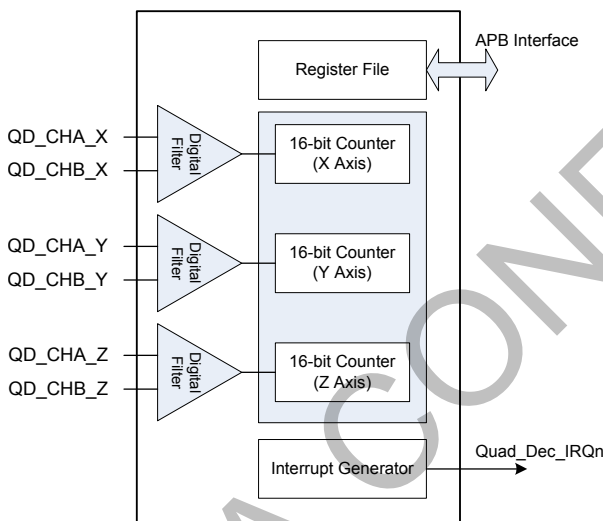 APB Interface
Register File
QD_CHA_X
QD_CHB_X
Digital
Filter
16-bit Counter
(X Axis)
QD_CHA_Y
QD_CHB_Y
Digital
Filter
16-bit Counter
(Y Axis)
QD_CHA_Z
QD_CHB_Z
Digital
Filter
16-bit Counter
(Z Axis)
Interrupt Generator
Quad_Dec_IRQn